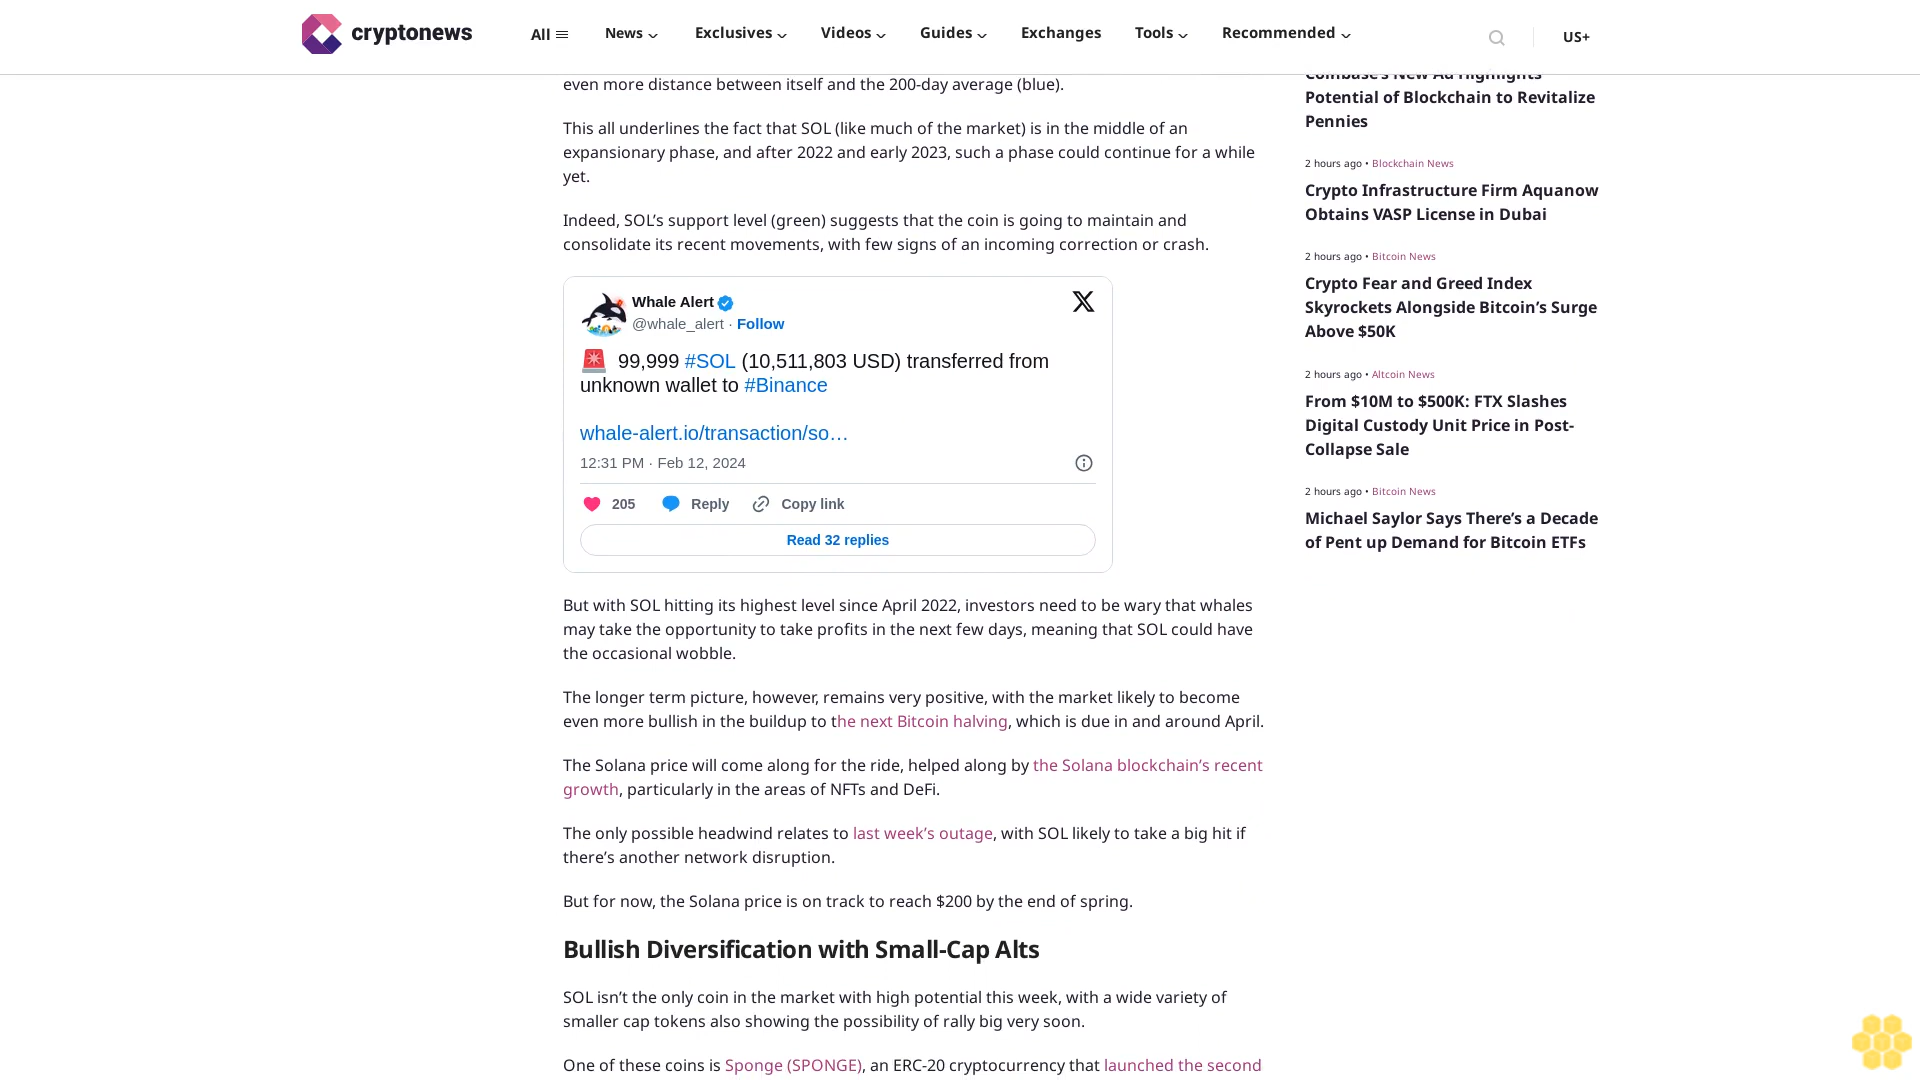 cryptonews
All
News
Exclusives
Videos
Guides
Exchanges
Tools
Recommended
US+
even more distance between itself and the 200-day average (blue).
This all underlines the fact that SOL (like much of the market) is in the middle of an
expansionary phase, and after 2022 and early 2023, such a phase could continue for a while
yet.
Indeed, SOL’s support level (green) suggests that the coin is going to maintain and
consolidate its recent movements, with few signs of an incoming correction or crash.
Whale Alert
@whale_alert · Follow
99,999 #SOL (10,511,803 USD) transferred from
unknown wallet to #Binance
whale-alert.io/transaction/so…
12:31 PM · Feb 12, 2024
205
Reply
Copy link
Read 32 replies
But with SOL hitting its highest level since April 2022, investors need to be wary that whales
may take the opportunity to take profits in the next few days, meaning that SOL could have
the occasional wobble.
The longer term picture, however, remains very positive, with the market likely to become
even more bullish in the buildup to the next Bitcoin halving, which is due in and around April.
The Solana price will come along for the ride, helped along by the Solana blockchain’s recent
growth, particularly in the areas of NFTs and DeFi.
The only possible headwind relates to last week’s outage, with SOL likely to take a big hit if
there’s another network disruption.
But for now, the Solana price is on track to reach $200 by the end of spring.
Bullish Diversification with Small-Cap Alts
SOL isn’t the only coin in the market with high potential this week, with a wide variety of
smaller cap tokens also showing the possibility of rally big very soon.
One of these coins is Sponge (SPONGE), an ERC-20 cryptocurrency that launched the second
Coinbase’s New Ad Highlights
Potential of Blockchain to Revitalize
Pennies
2 hours ago • Blockchain News
Crypto Infrastructure Firm Aquanow
Obtains VASP License in Dubai
2 hours ago • Bitcoin News
Crypto Fear and Greed Index
Skyrockets Alongside Bitcoin’s Surge
Above $50K
2 hours ago • Altcoin News
From $10M to $500K: FTX Slashes
Digital Custody Unit Price in Post-
Collapse Sale
2 hours ago • Bitcoin News
Michael Saylor Says There’s a Decade
of Pent up Demand for Bitcoin ETFs